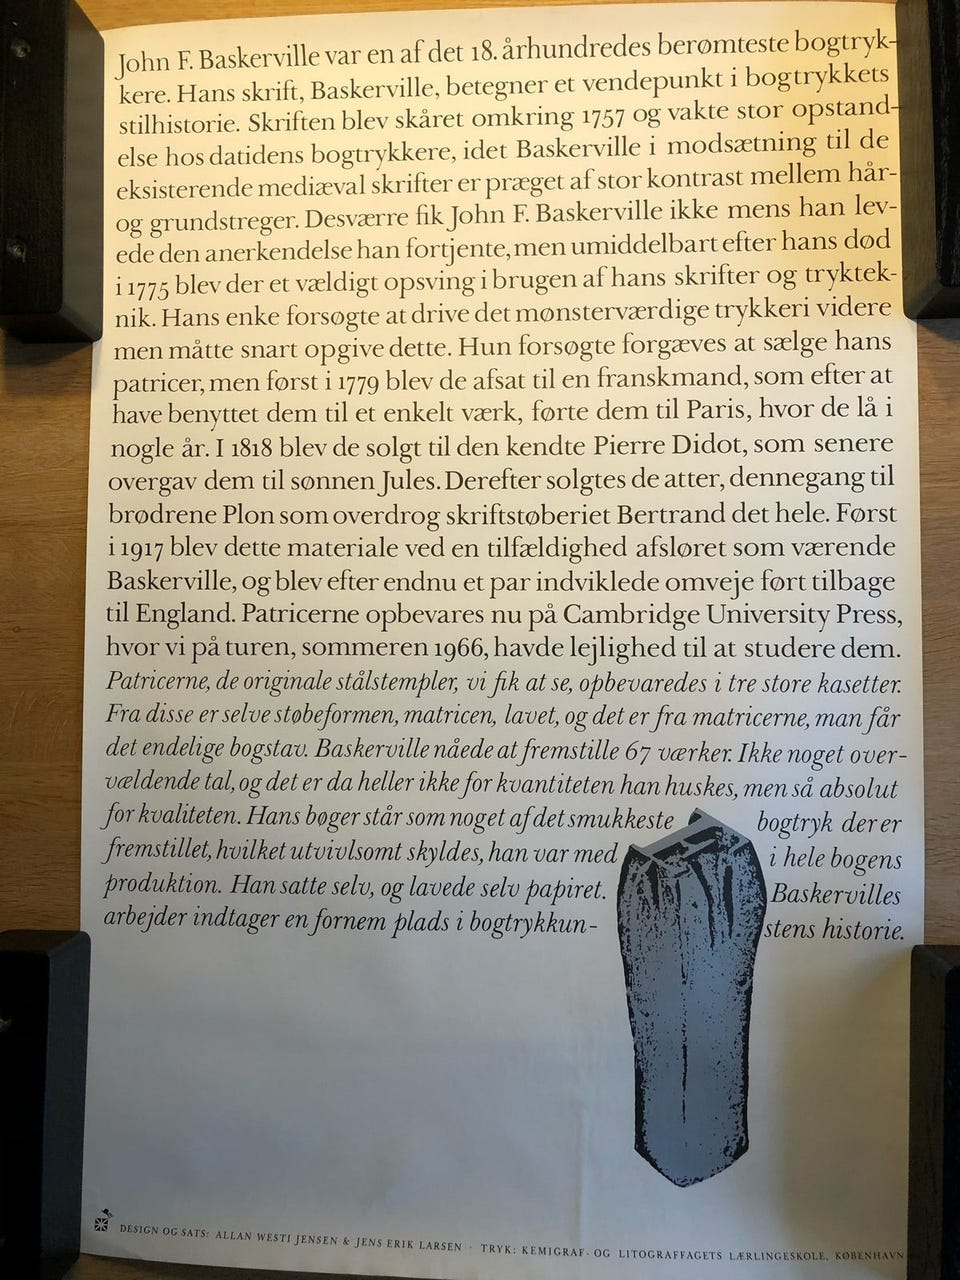 John F. Baskerville var en af det 18. århundredes berømteste bogtryk-
kere. Hans skrift, Baskerville, betegner et vendepunkt i bogtrykkets
stilhistorie. Skriften blev skåret omkring 1757 og vakte stor opstand-
else hos datidens bogtrykkere, idet Baskerville i modsætning til de
eksisterende mediæval skrifter er præget af stor kontrast mellem hår-
og grundstreger. Desværre fik John F. Baskerville ikke mens han lev-
ede den anerkendelse han fortjente, men umiddelbart efter hans død
i 1775 blev der et vældigt opsving i brugen af hans skrifter og tryktek-
nik. Hans enke forsøgte at drive det mønsterværdige trykkeri videre
men måtte snart opgive dette. Hun forsøgte forgæves at sælge hans
patricer, men først i 1779 blev de afsat til en franskmand, som efter at
have benyttet dem til et enkelt værk, førte dem til Paris, hvor de lå i
nogle år. I 1818 blev de solgt til den kendte Pierre Didot, som senere
overgav dem til sønnen Jules. Derefter solgtes de atter, dennegang til
brødrene Plon som overdrog skriftstøberiet Bertrand det hele. Først
i 1917 blev dette materiale ved en tilfældighed afsløret som værende
Baskerville, og blev efter endnu et par indviklede omveje ført tilbage
til England. Patricerne opbevares nu på Cambridge University Press,
hvor vi på turen, sommeren 1966, havde lejlighed til at studere dem.
Patricerne, de originale stålstempler, vi fik at se, opbevaredes i tre store kasetter.
Fra disse er selve støbeformen, matricen, lavet, og det er fra matricerne, man får
det endelige bogstav. Baskerville nåede at fremstille 67 værker. Ikke noget over-
vældende tal, og det er da heller ikke for kvantiteten han huskes, men så absolut
for kvaliteten. Hans bøger står som noget af det smukkeste bogtryk der er
fremstillet, hvilket utvivlsomt skyldes, han var med i hele bogens
produktion. Han satte selv, og lavede selv papiret. Baskervilles
arbejder indtager en fornem plads i bogtrykkun- stens historie.
DESIGN OG SATS: ALLAN WESTI JENSEN & JENS ERIK LARSEN · TRYK: KEMIGRAF- OG LITOGRAFFAGETS LÆRLINGESKOLE, KØBENHAVN